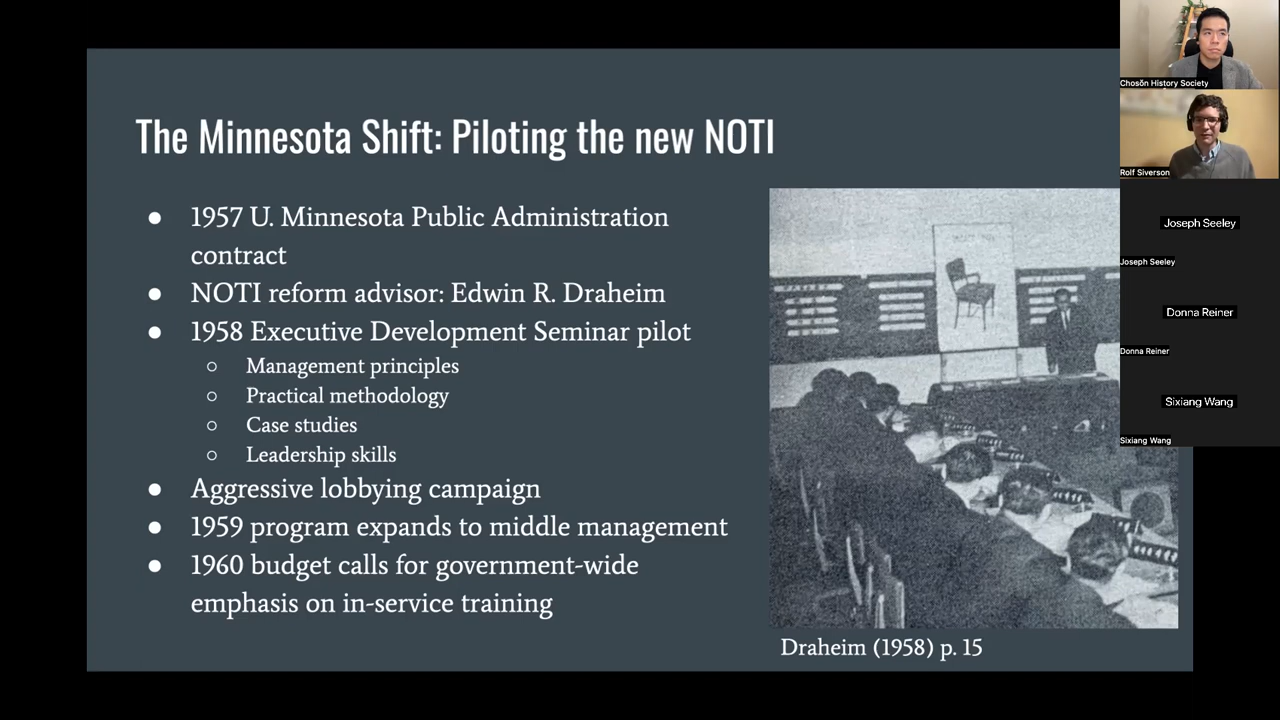 The Minnesota Shift: Piloting the new NOTI
● 1957 U. Minnesota Public Administration
contract
● NOTI reform advisor: Edwin R. Draheim
● 1958 Executive Development Seminar pilot
○ Management principles
○ Practical methodology
○ Case studies
○ Leadership skills
● Aggressive lobbying campaign
● 1959 program expands to middle management
● 1960 budget calls for government-wide
emphasis on in-service training
Draheim (1958) p. 15
Chosŏn History Society
Rolf Siverson
Joseph Seeley
Joseph Seeley
Donna Reiner
Donna Reiner
Sixiang Wang
Sixiang Wang